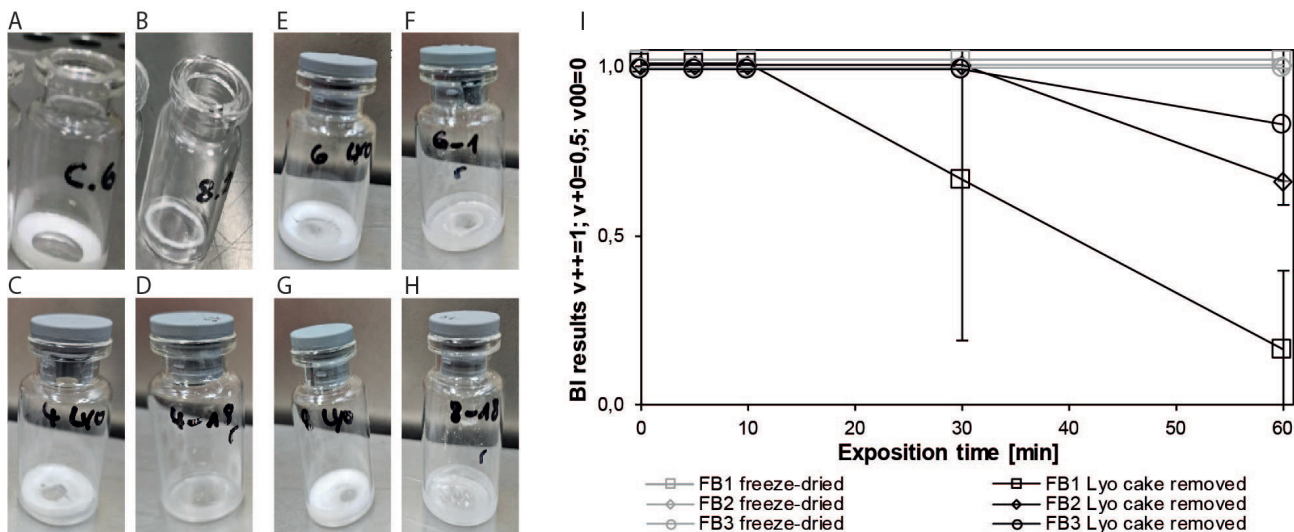 A
B
E
F
I
C.6
8.
6 LYO
6-1
r
C
D
G
H
4 LYO
4-18
r
LYO
8-18
r
BI results v++=1; v+0=0,5; v00=0
1,0
0,5
0,0
0 10 20 30 40 50 60
Exposition time [min]
FB1 freeze-dried
FB1 Lyo cake removed
FB2 freeze-dried
FB2 Lyo cake removed
FB3 freeze-dried
FB3 Lyo cake removed